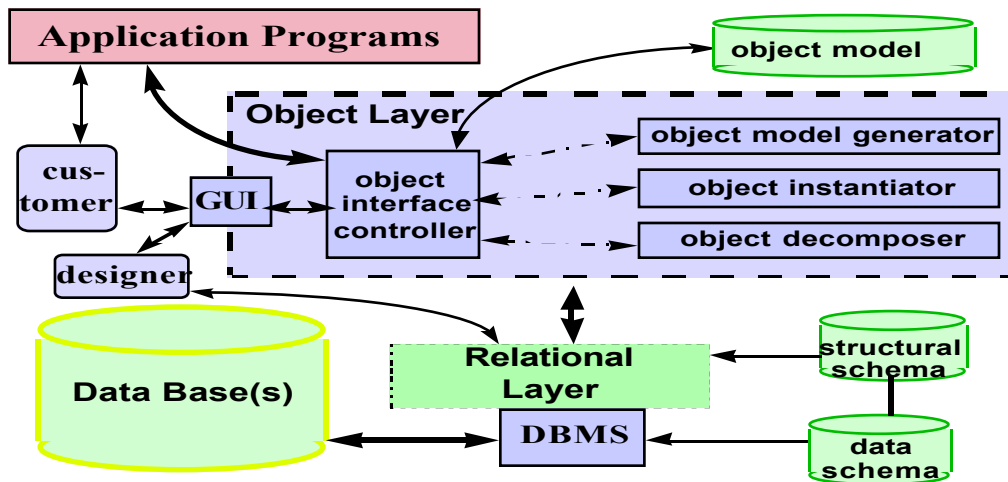 Application Programs
object model
Object Layer
object model generator
cus-
tomer
GUI
object
interface
controller
object instantiator
object decomposer
designer
Data Base(s)
Relational
Layer
structural
schema
DBMS
data
schema